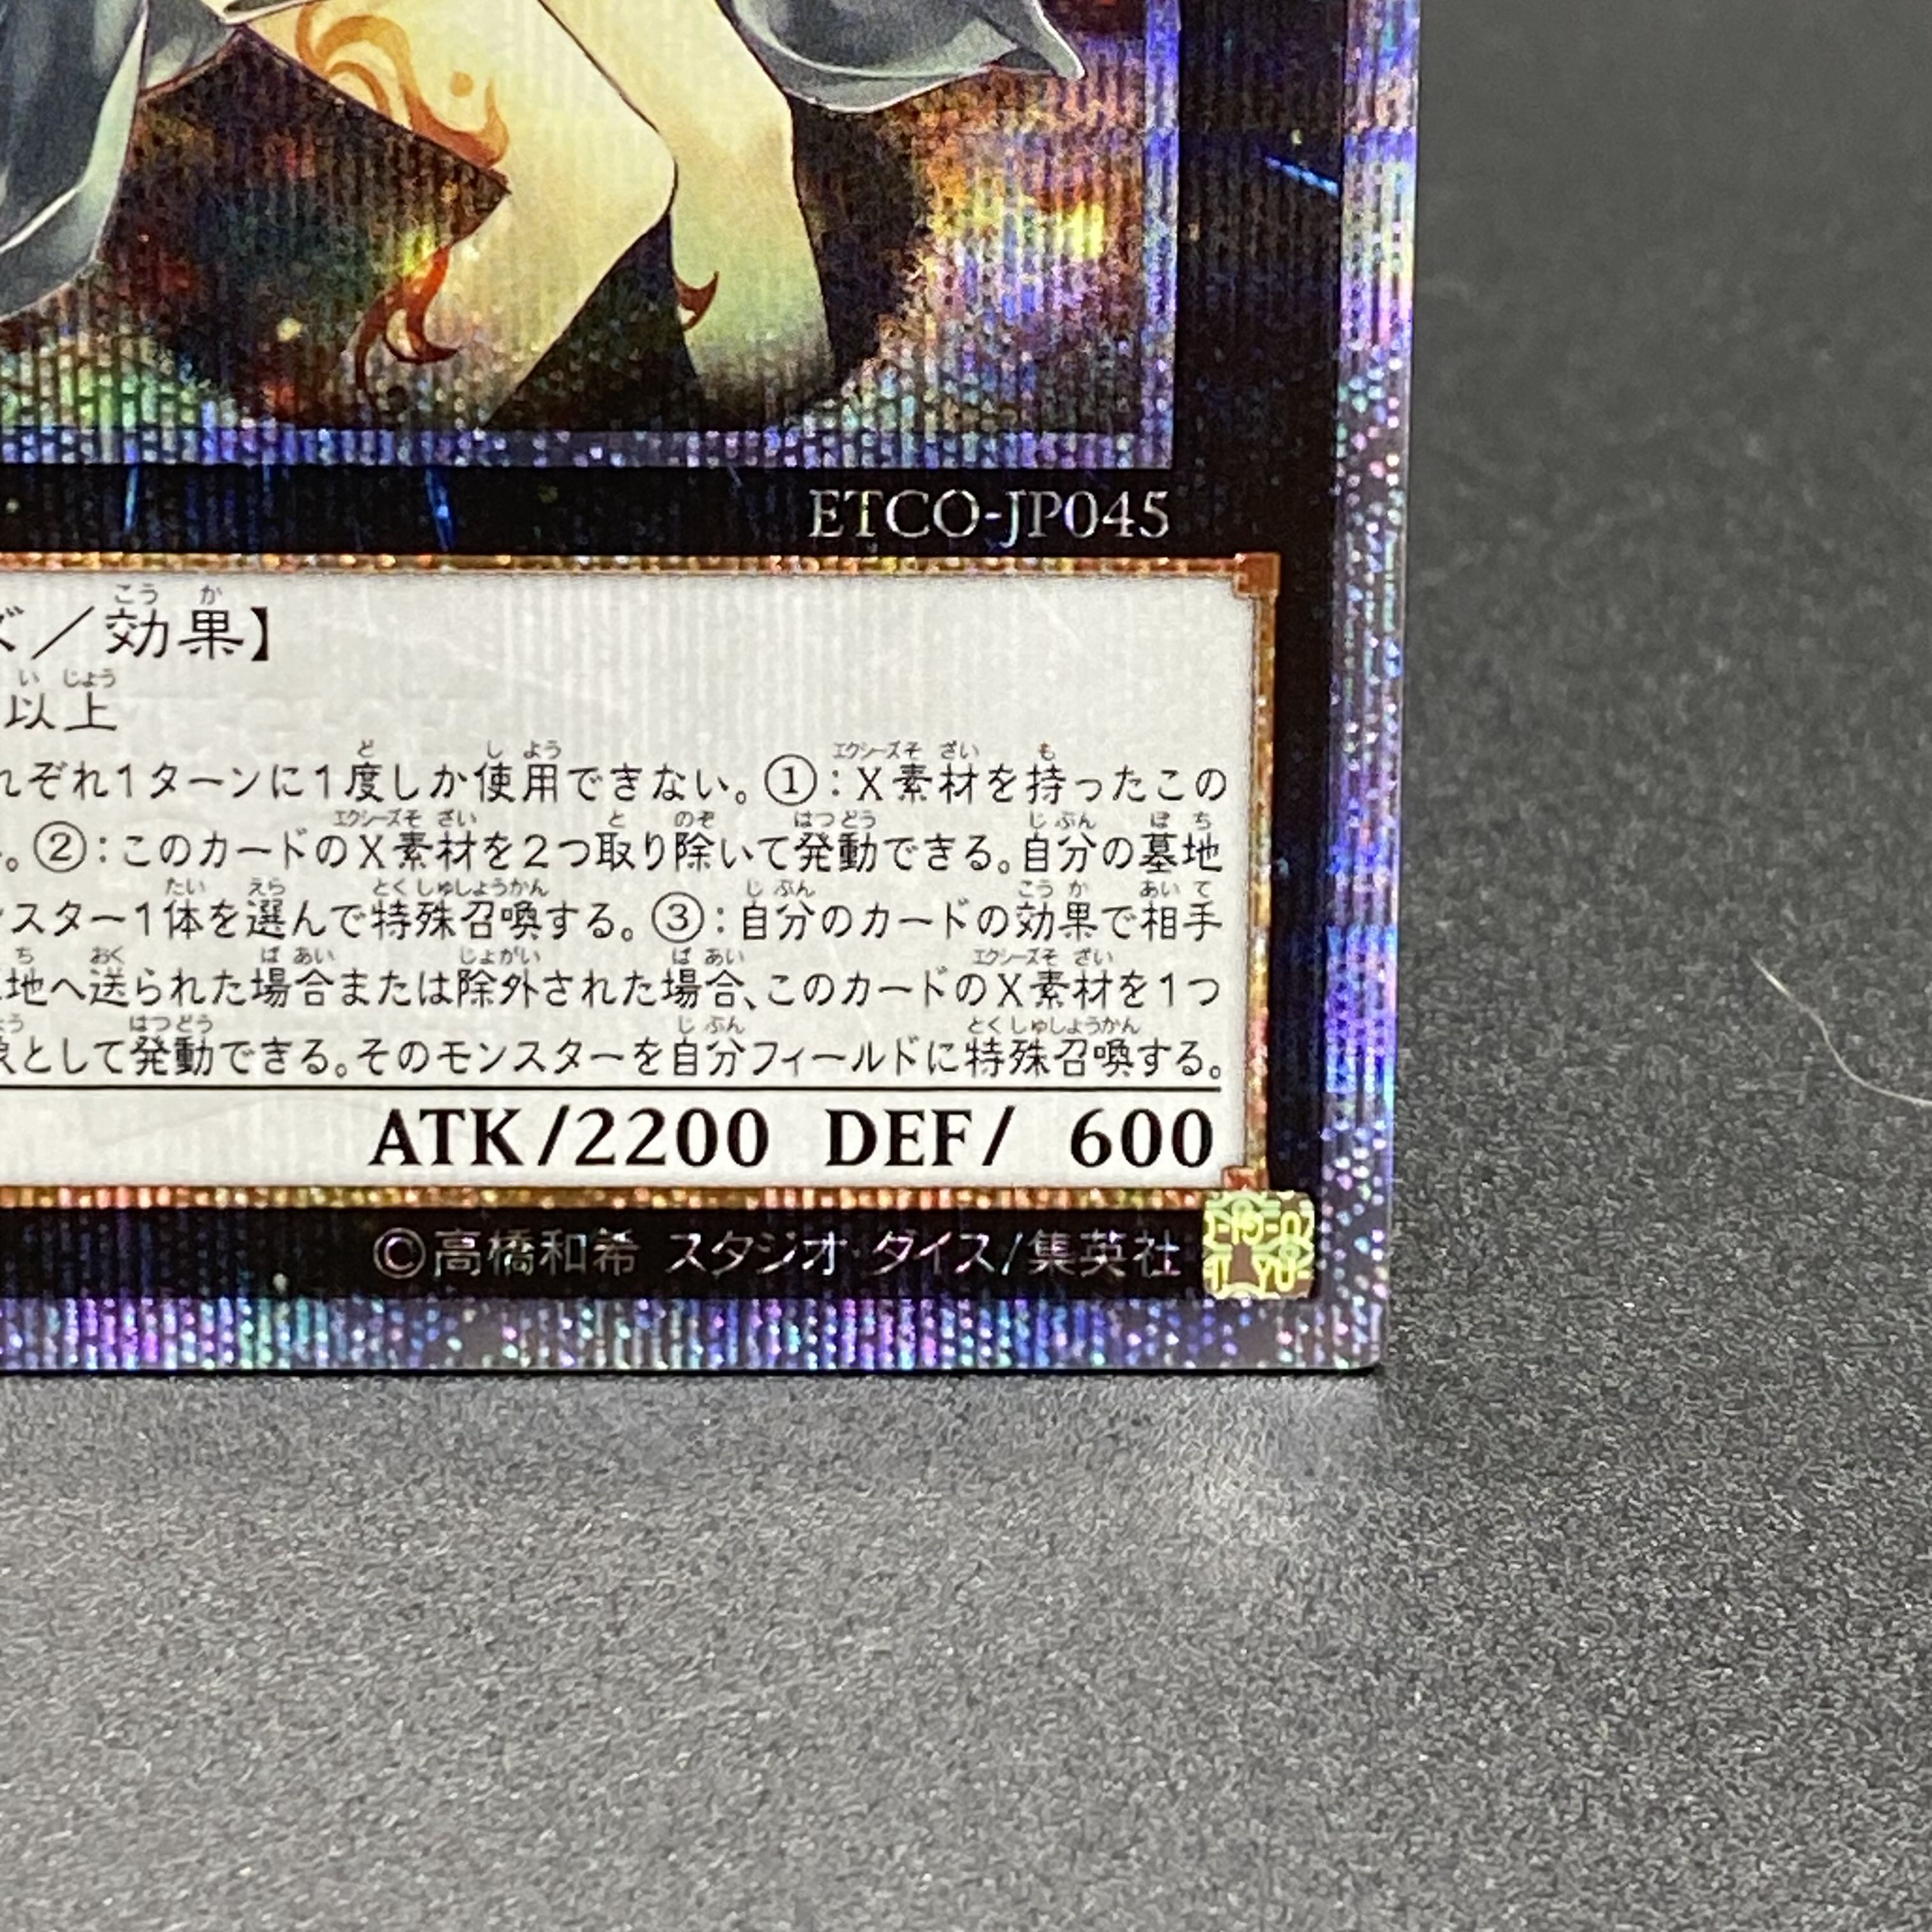 ETCO-JP045
ズ／効果】
以上
れぞれ1ターンに1度しか使用できない。①：X素材を持ったこの
。②：このカードのX素材を2つ取り除いて発動できる。自分の墓地
ンスター1体を選んで特殊召喚する。③：自分のカードの効果で相手
地へ送られた場合または除外された場合、このカードのX素材を1つ
象として発動できる。そのモンスターを自分フィールドに特殊召喚する。
ATK/2200 DEF/ 600
©高橋和希 スタジオ・ダイス/集英社